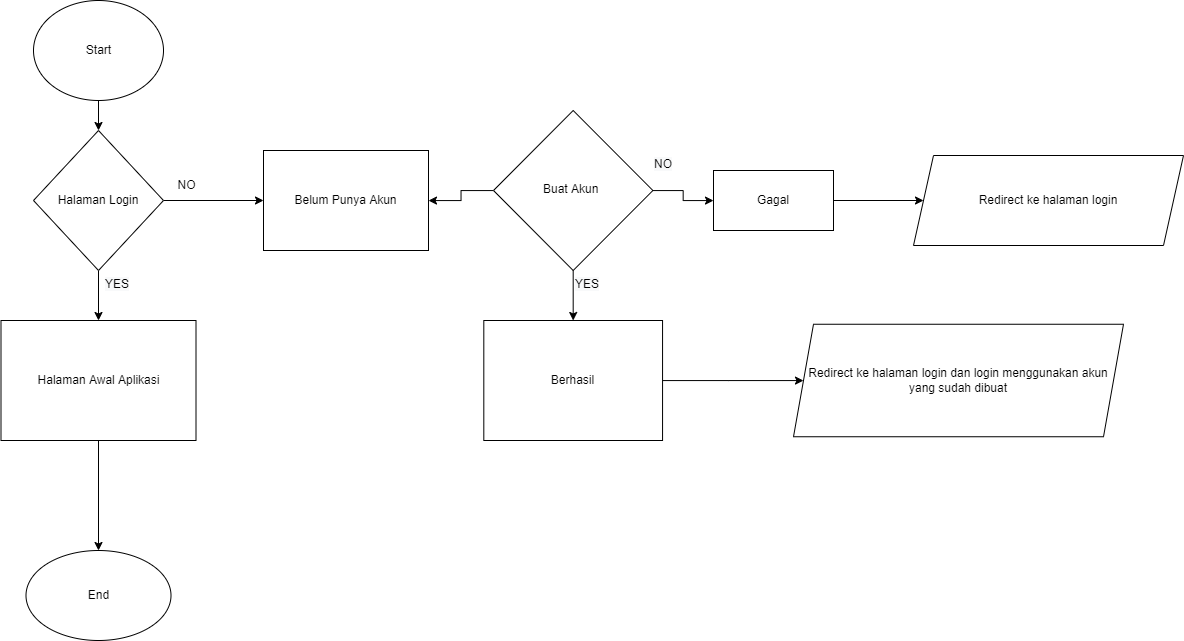 Start
Halaman Login
NO
Belum Punya Akun
Buat Akun
NO
Gagal
Redirect ke halaman login
YES
YES
Halaman Awal Aplikasi
Berhasil
Redirect ke halaman login dan login menggunakan akun
yang sudah dibuat
End